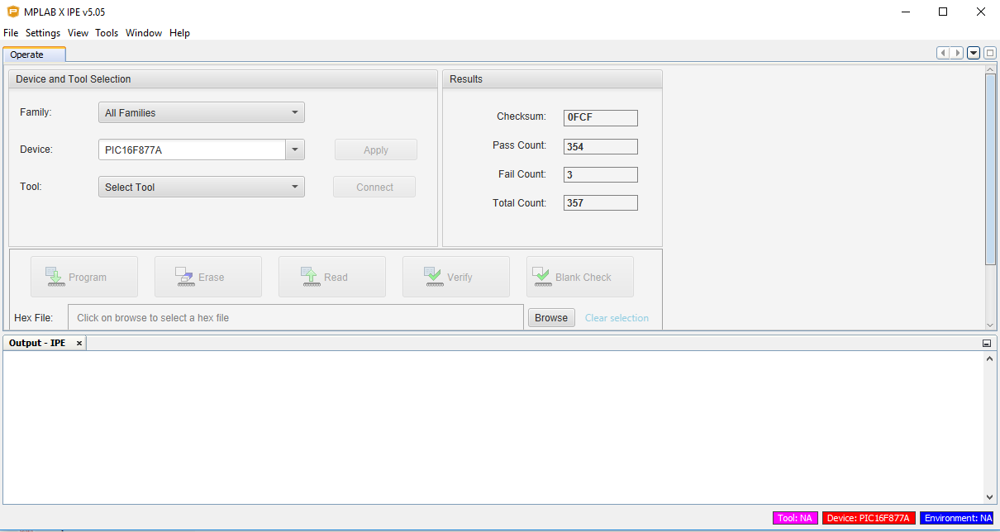 MPLAB X IPE v5.05
File Settings View Tools Window Help
Operate
Device and Tool Selection
Results
Family:
All Families
Checksum:
0FCF
Device:
PIC16F877A
Apply
Pass Count:
354
Fail Count:
3
Tool:
Select Tool
Connect
Total Count:
357
Program
Erase
Read
Verify
Blank Check
Hex File:
Click on browse to select a hex file
Browse
Clear selection
Output - IPE
Tool: NA
Device: PIC16F877A
Environment: NA